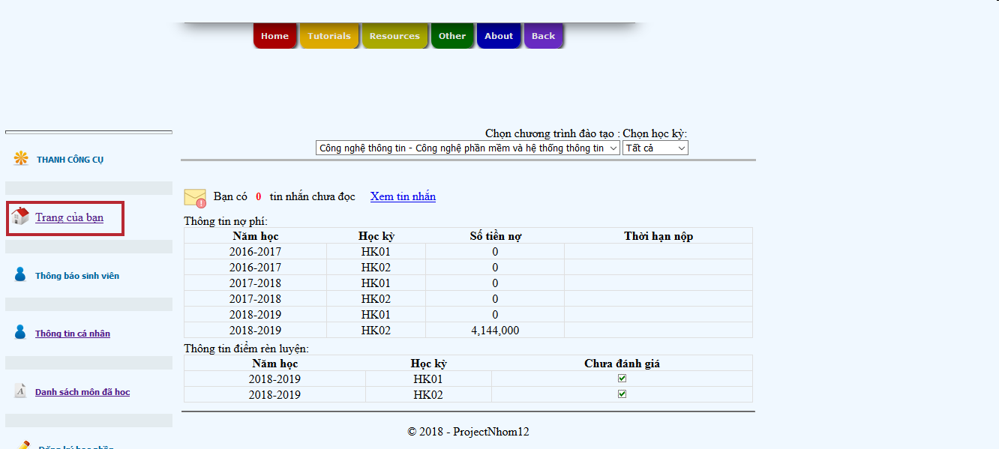 Home Tutorials Resources Other About Back
Chọn chương trình đào tạo : Chọn học kỳ:
Công nghệ thông tin - Công nghệ phần mềm và hệ thống thông tin Tất cả
THANH CÔNG CỤ
Trang của bạn
Thông báo sinh viên
Thông tin cá nhân
Danh sách môn đã học
Đăng ký học phần
Bạn có 0 tin nhắn chưa đọc Xem tin nhắn
Thông tin nợ phí:
Năm học Học kỳ Số tiền nợ Thời hạn nộp
2016-2017 HK01 0
2016-2017 HK02 0
2017-2018 HK01 0
2017-2018 HK02 0
2018-2019 HK01 0
2018-2019 HK02 4,144,000
Thông tin điểm rèn luyện:
Năm học Học kỳ Chưa đánh giá
2018-2019 HK01
2018-2019 HK02
© 2018 - ProjectNhom12